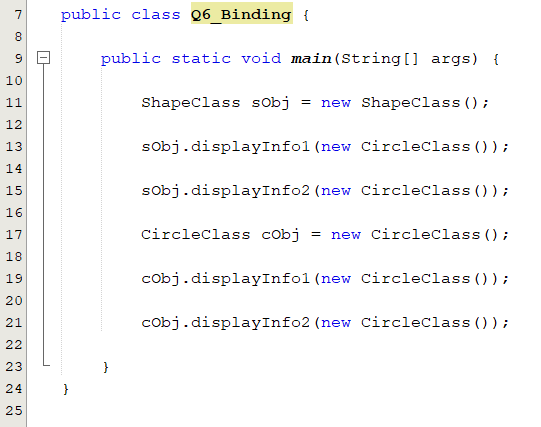 7 public class Q6_Binding {
8
9 public static void main(String[] args) {
10
11 ShapeClass sObj = new ShapeClass();
12
13 sObj.displayInfo1(new CircleClass());
14
15 sObj.displayInfo2(new CircleClass());
16
17 CircleClass cObj = new CircleClass();
18
19 cObj.displayInfo1(new CircleClass());
20
21 cObj.displayInfo2(new CircleClass());
22
23 }
24 }
25